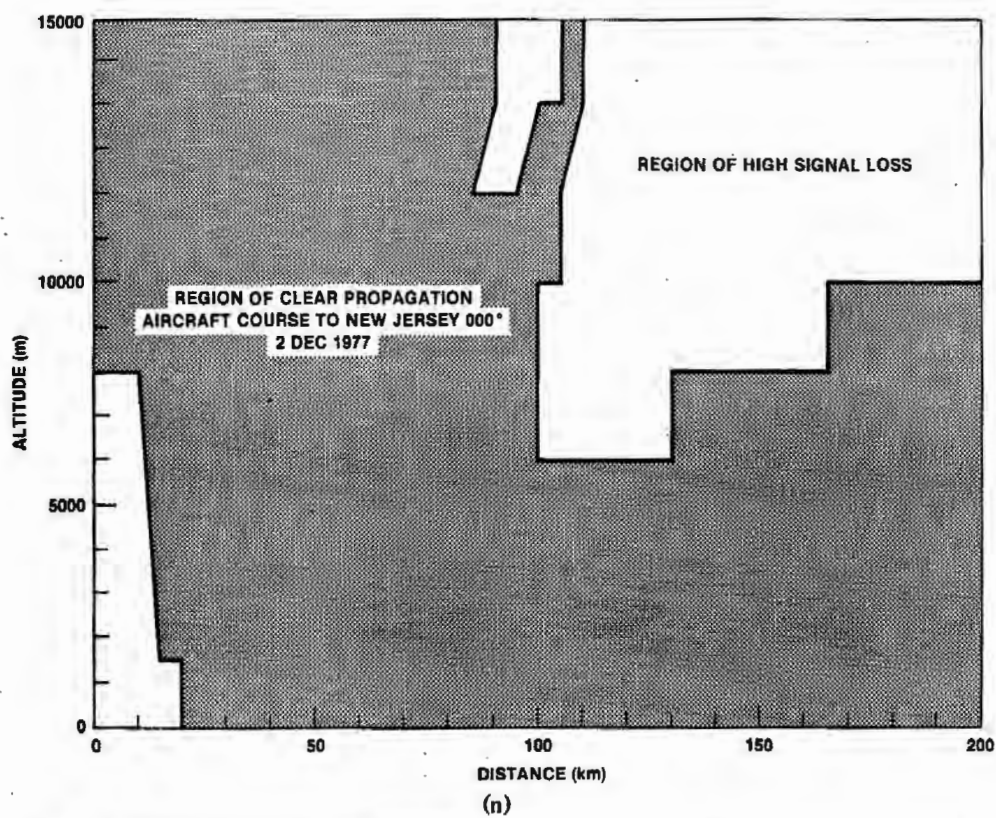 15000
REGION OF HIGH SIGNAL LOSS
10000
REGION OF CLEAR PROPAGATION
AIRCRAFT COURSE TO NEW JERSEY 000°
2 DEC 1977
ALTITUDE (m)
5000
0
0 50 100 150 200
DISTANCE (km)
(n)